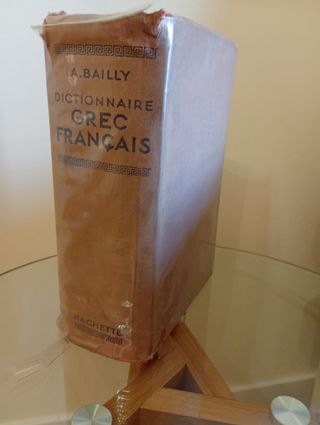 A. BAILLY
DICTIONNAIRE
GREC
FRANÇAIS
HACHETTE